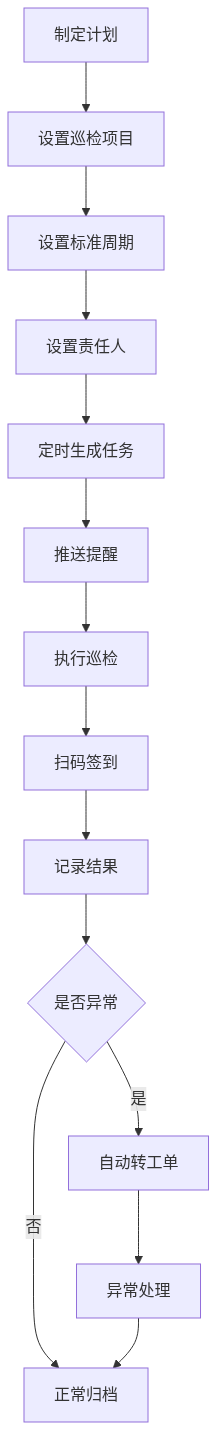 制定计划
设置巡检项目
设置标准周期
设置责任人
定时生成任务
推送提醒
执行巡检
扫码签到
记录结果
是否异常
是
自动转工单
否
异常处理
正常归档